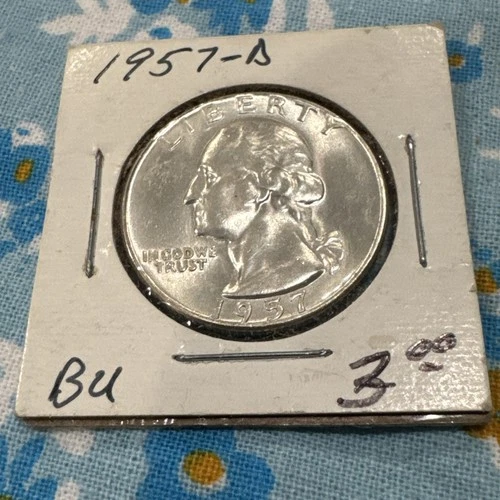 1957-D
LIBERTY
IN GOD WE
TRUST
1957
BU
3.00